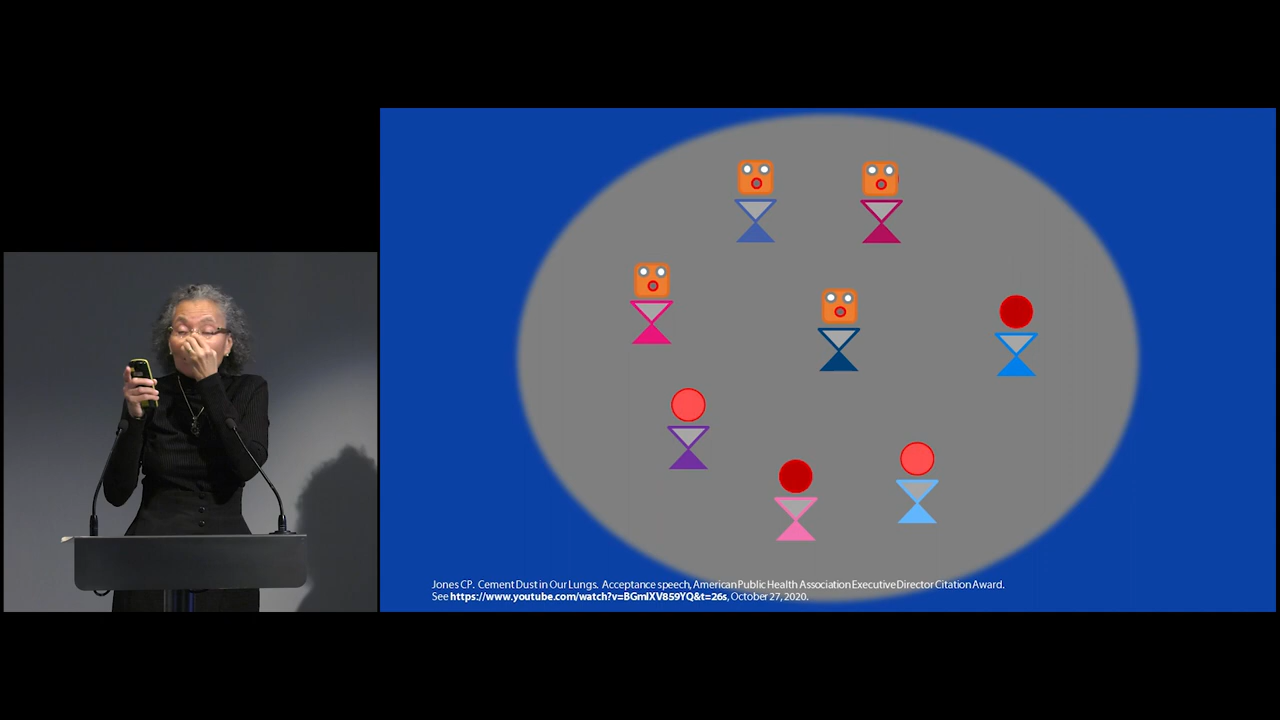 Jones CP. Cement Dust in Our Lungs. Acceptance speech, American Public Health Association Executive Director Citation Award.
See https://www.youtube.com/watch?v=BGmIXV859YQ&t=26s, October 27, 2020.